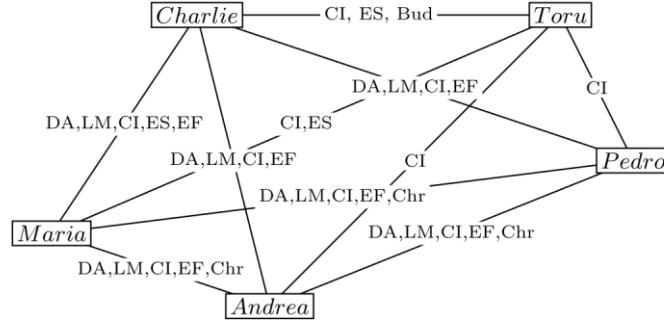 Charlie
CI, ES, Bud
Toru
DA,LM,CI,EF
CI
DA,LM,CI,ES,EF
CI,ES
DA,LM,CI,EF
CI
Pedro
DA,LM,CI,EF,Chr
Maria
DA,LM,CI,EF,Chr
DA,LM,CI,EF,Chr
Andrea